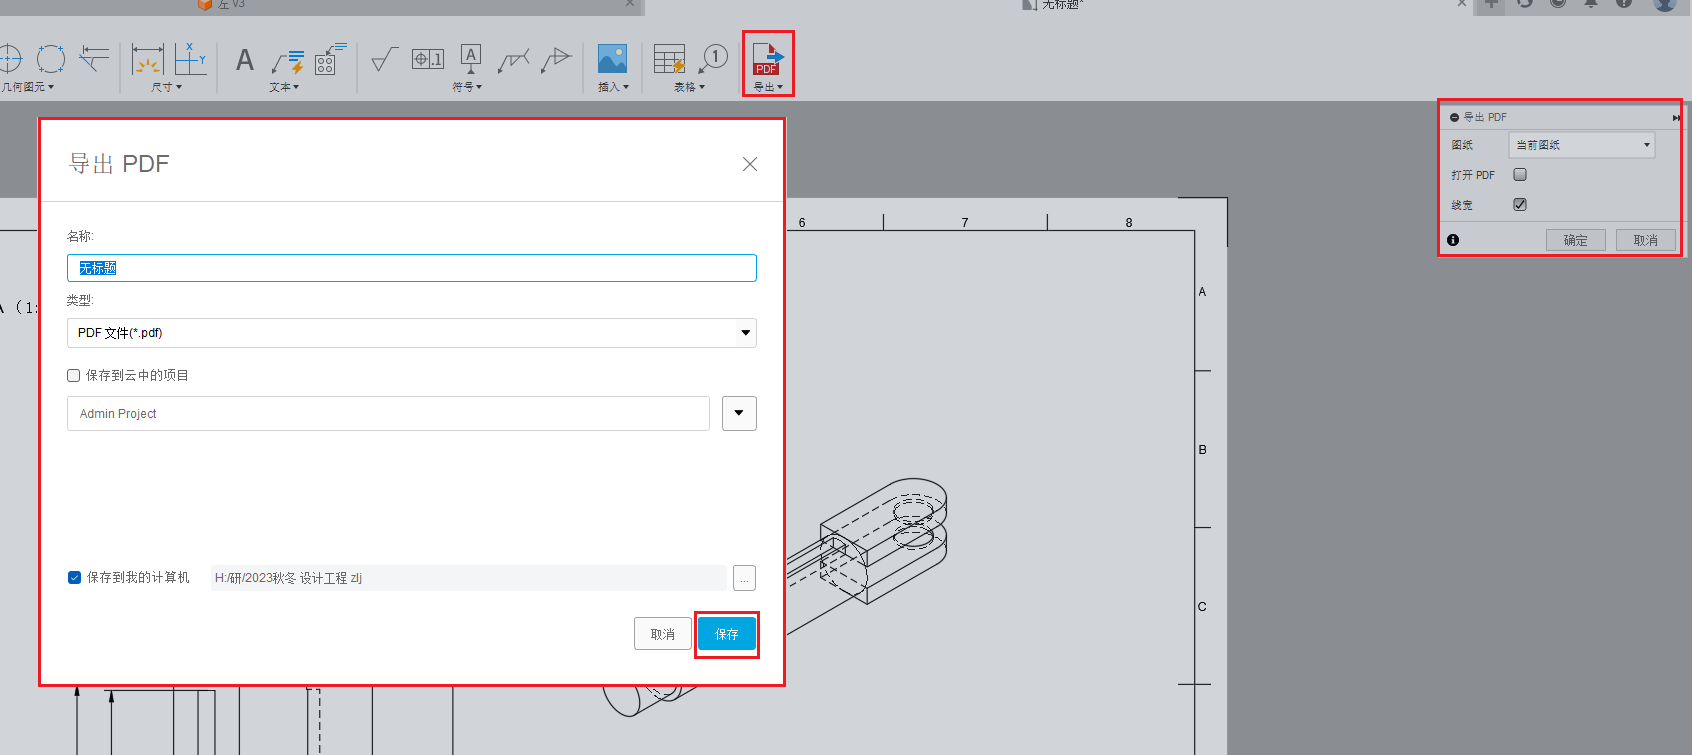 左 V3
无标题*
几何图元
尺寸
文本
符号
插入
表格
导出
X
Y
A
.1
A
1
PDF
导出 PDF
图纸
当前图纸
打开 PDF
线宽
确定
取消
导出 PDF
名称:
无标题
类型:
PDF 文件(*.pdf)
保存到云中的项目
Admin Project
保存到我的计算机
H:/研/2023秋冬 设计工程 zlj
...
取消
保存
6
7
8
A (1:
A
B
C